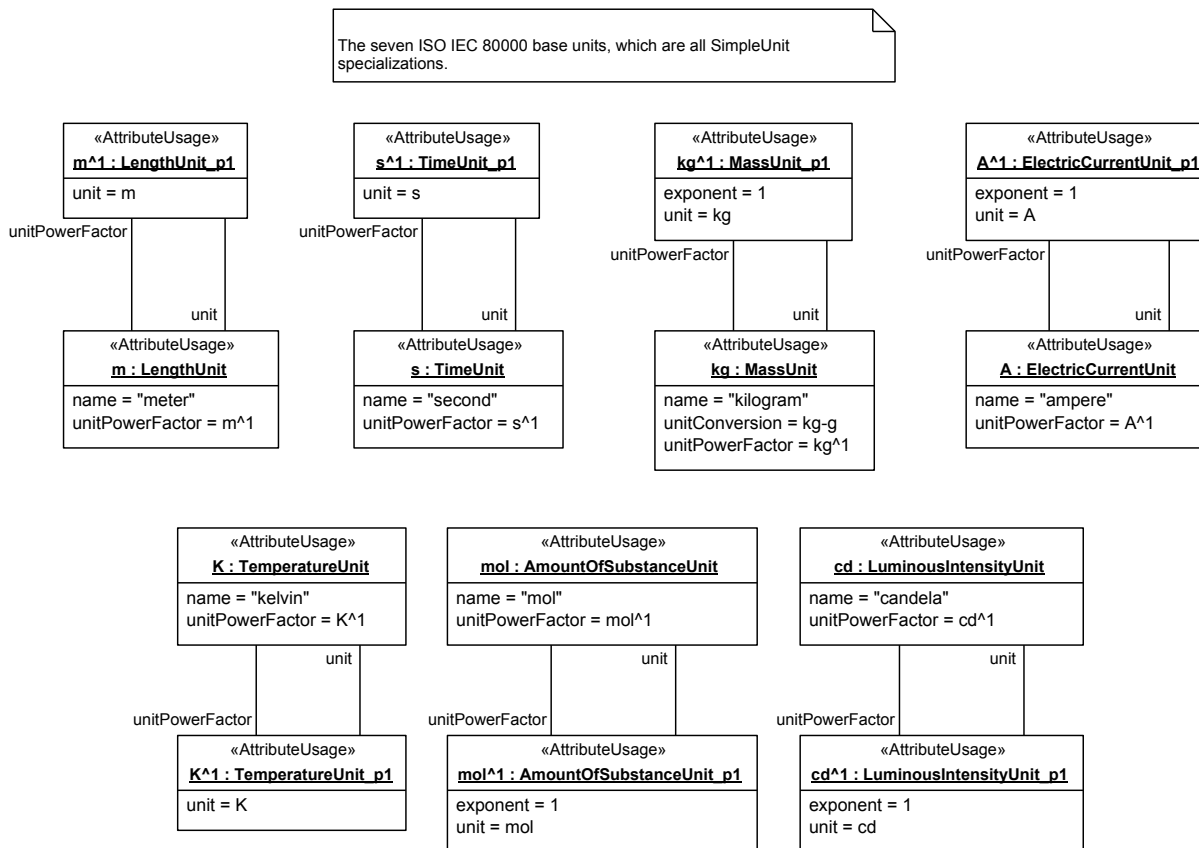 The seven ISO IEC 80000 base units, which are all SimpleUnit
specializations.
«AttributeUsage»
m^1 : LengthUnit_p1
unit = m
«AttributeUsage»
s^1 : TimeUnit_p1
unit = s
«AttributeUsage»
kg^1 : MassUnit_p1
exponent = 1
unit = kg
«AttributeUsage»
A^1 : ElectricCurrentUnit_p1
exponent = 1
unit = A
unitPowerFactor
unit
unitPowerFactor
unit
unitPowerFactor
unit
unitPowerFactor
unit
«AttributeUsage»
m : LengthUnit
name = "meter"
unitPowerFactor = m^1
«AttributeUsage»
s : TimeUnit
name = "second"
unitPowerFactor = s^1
«AttributeUsage»
kg : MassUnit
name = "kilogram"
unitConversion = kg-g
unitPowerFactor = kg^1
«AttributeUsage»
A : ElectricCurrentUnit
name = "ampere"
unitPowerFactor = A^1
«AttributeUsage»
K : TemperatureUnit
name = "kelvin"
unitPowerFactor = K^1
«AttributeUsage»
mol : AmountOfSubstanceUnit
name = "mol"
unitPowerFactor = mol^1
«AttributeUsage»
cd : LuminousIntensityUnit
name = "candela"
unitPowerFactor = cd^1
unit
unitPowerFactor
unit
unitPowerFactor
unit
unitPowerFactor
«AttributeUsage»
K^1 : TemperatureUnit_p1
unit = K
«AttributeUsage»
mol^1 : AmountOfSubstanceUnit_p1
exponent = 1
unit = mol
«AttributeUsage»
cd^1 : LuminousIntensityUnit_p1
exponent = 1
unit = cd